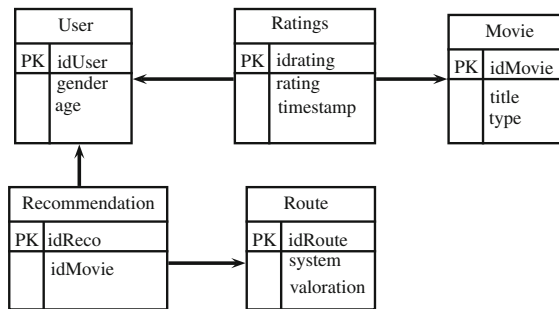 User
PK idUser
gender
age
Ratings
PK idrating
rating
timestamp
Movie
PK idMovie
title
type
Recommendation
PK idReco
idMovie
Route
PK idRoute
system
valoration